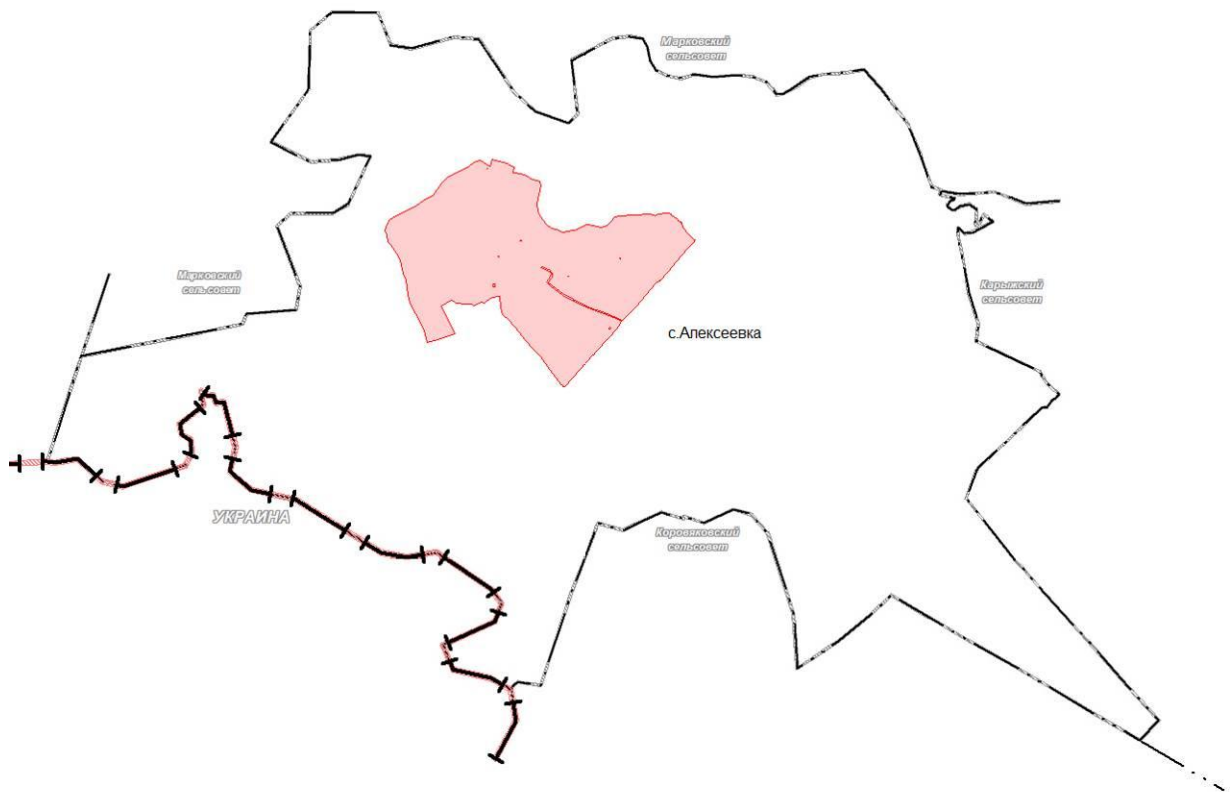 Марковский
сельсовет
Марковский
сельсовет
Карыжский
сельсовет
с.Алексеевка
УКРАИНА
Коровяковский
сельсовет